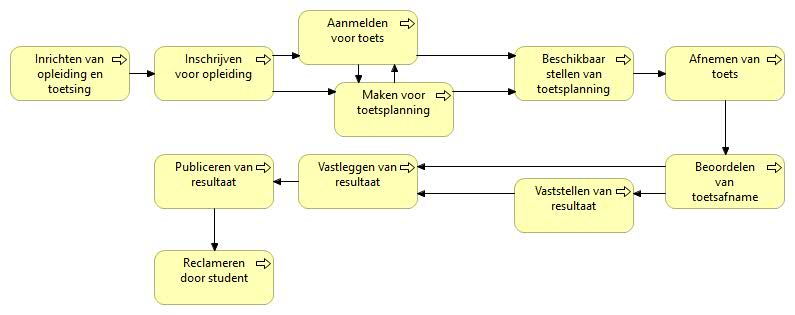 Inrichten van
opleiding en
toetsing
Inschrijven
voor opleiding
Aanmelden
voor toets
Maken voor
toetsplanning
Beschikbaar
stellen van
toetsplanning
Afnemen van
toets
Beoordelen
van
toetsafname
Vaststellen van
resultaat
Vastleggen van
resultaat
Publiceren van
resultaat
Reclameren
door student